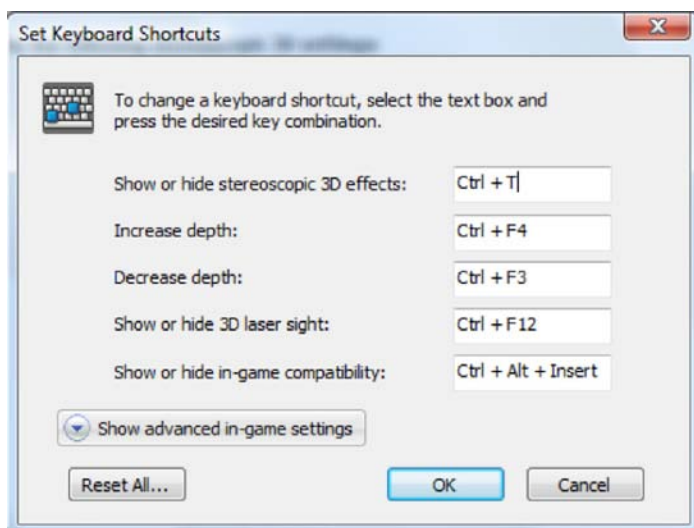 Set Keyboard Shortcuts
To change a keyboard shortcut, select the text box and
press the desired key combination.
Show or hide stereoscopic 3D effects: Ctrl + T
Increase depth: Ctrl + F4
Decrease depth: Ctrl + F3
Show or hide 3D laser sight: Ctrl + F12
Show or hide in-game compatibility: Ctrl + Alt + Insert
Show advanced in-game settings
Reset All... OK Cancel